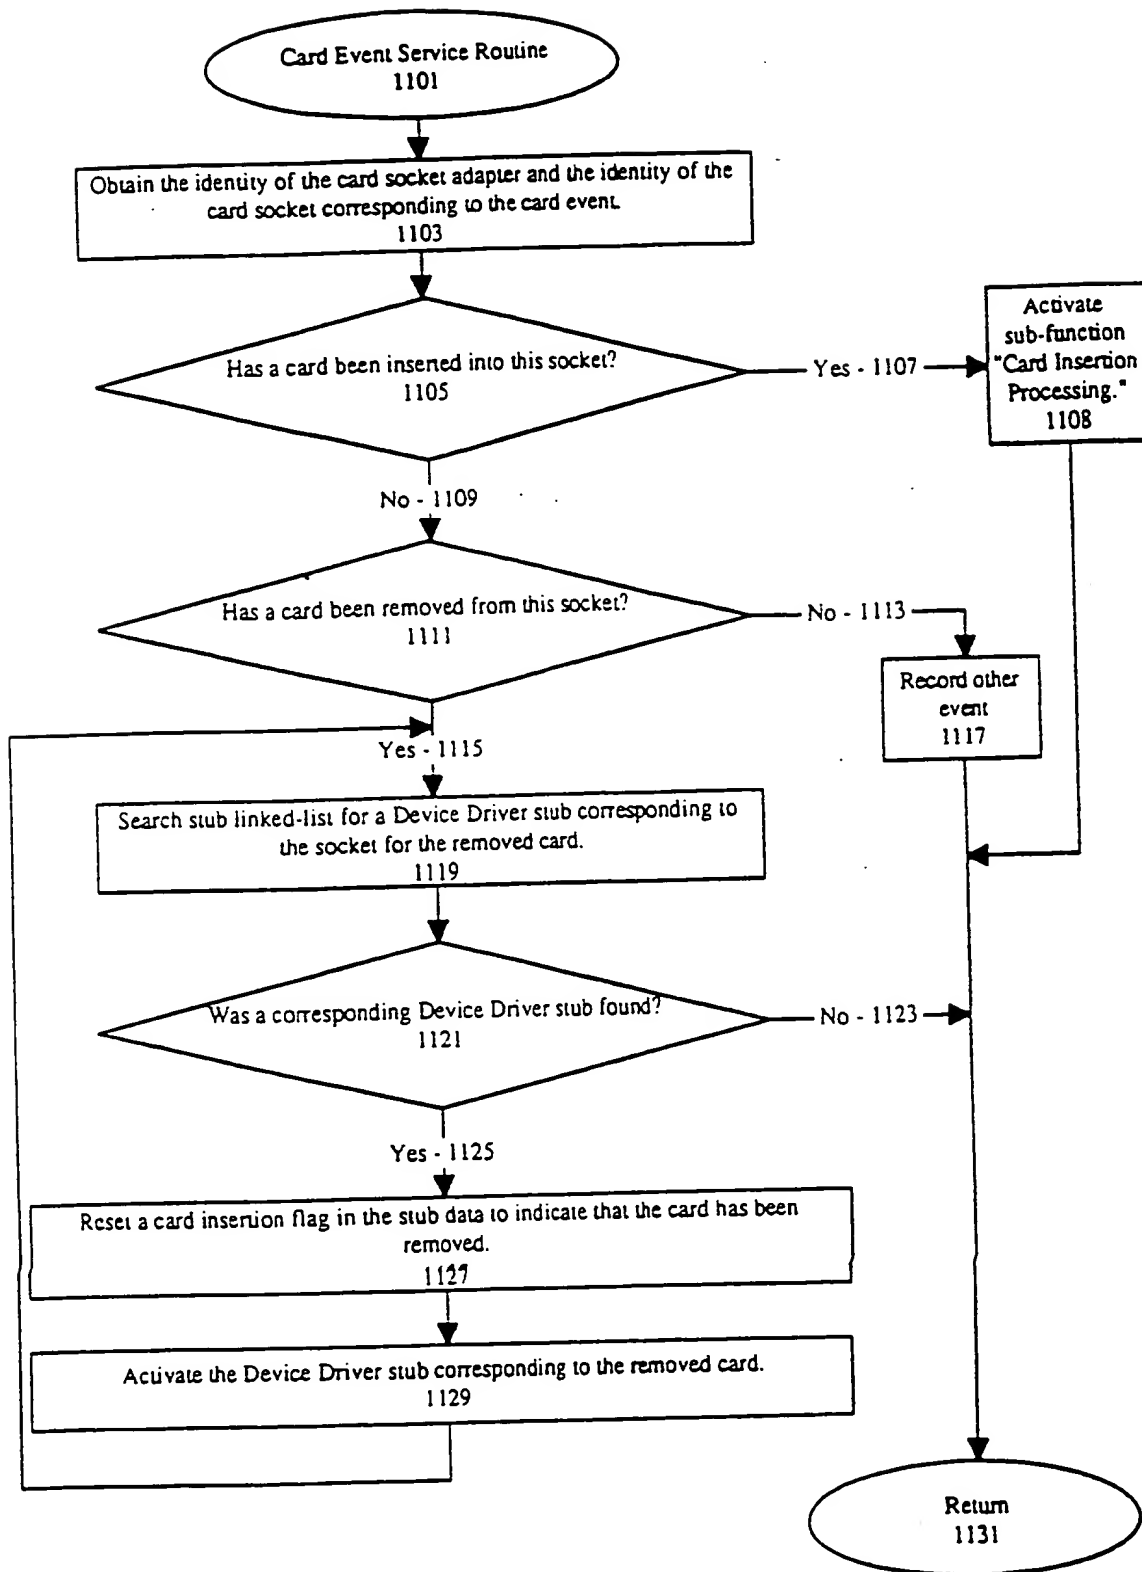 Card Event Service Routine
1101
Obtain the identity of the card socket adapter and the identity of the
card socket corresponding to the card event.
1103
Has a card been inserted into this socket?
1105
Yes - 1107
Activate
sub-function
"Card Insertion
Processing."
1108
No - 1109
Has a card been removed from this socket?
1111
No - 1113
Record other
event
1117
Yes - 1115
Search stub linked-list for a Device Driver stub corresponding to
the socket for the removed card.
1119
Was a corresponding Device Driver stub found?
1121
No - 1123
Yes - 1125
Reset a card insertion flag in the stub data to indicate that the card has been
removed.
1127
Activate the Device Driver stub corresponding to the removed card.
1129
Return
1131